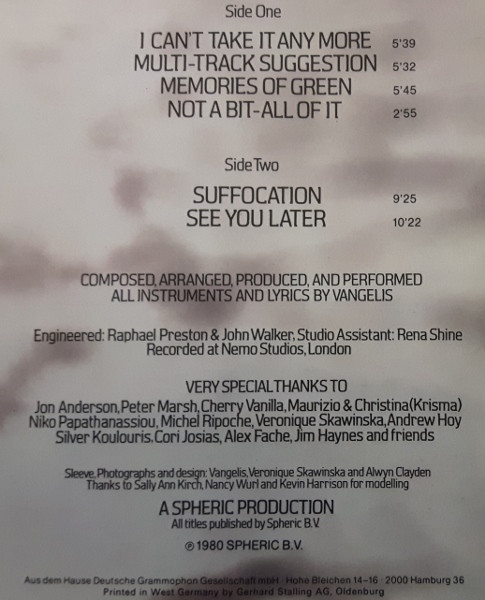 Side One
I CAN'T TAKE IT ANY MORE 5'39
MULTI-TRACK SUGGESTION 5'32
MEMORIES OF GREEN 5'45
NOT A BIT-ALL OF IT 2'55
Side Two
SUFFOCATION 9'25
SEE YOU LATER 10'22
COMPOSED, ARRANGED, PRODUCED, AND PERFORMED
ALL INSTRUMENTS AND LYRICS BY VANGELIS
Engineered: Raphael Preston & John Walker, Studio Assistant: Rena Shine
Recorded at Nemo Studios, London
VERY SPECIAL THANKS TO
Jon Anderson, Peter Marsh, Cherry Vanilla, Maurizio & Christina (Krisma)
Niko Papathanassiou, Michel Ripoche, Veronique Skawinska, Andrew Hoy
Silver Koulouris. Cori Josias, Alex Fache, Jim Haynes and friends
Sleeve, Photographs and design: Vangelis, Veronique Skawinska and Alwyn Clayden
Thanks to Sally Ann Kirch, Nancy Wurl and Kevin Harrison for modelling
A SPHERIC PRODUCTION
All titles published by Spheric B.V.
℗ 1980 SPHERIC B.V.
Aus dem Hause Deutsche Grammophon Gesellschaft mbH · Hohe Bleichen 14-16 · 2000 Hamburg 36
Printed in West Germany by Gerhard Stalling AG, Oldenburg